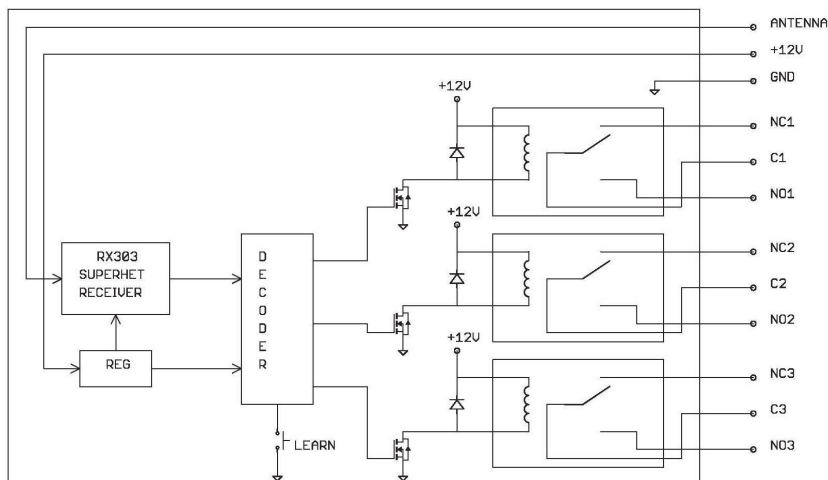 ANTENNA
+12V
GND
+12V
NC1
C1
NO1
+12V
RX303
SUPERHET
RECEIVER
DECODER
NC2
C2
NO2
+12V
REG
NC3
C3
NO3
LEARN